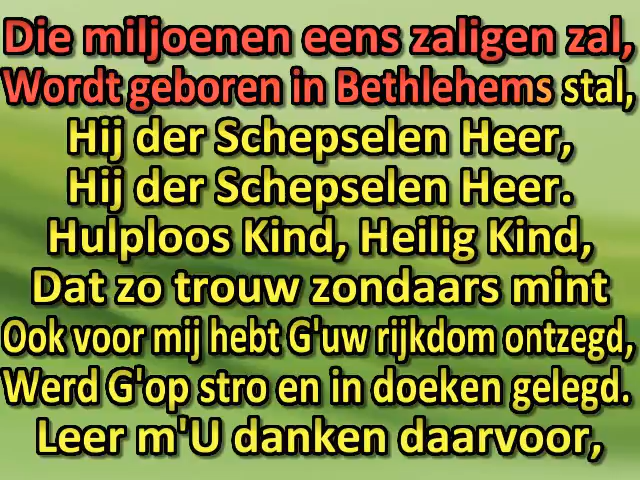 Die miljoenen eens zaligen zal,
Wordt geboren in Bethlehems stal,
Hij der Schepselen Heer,
Hij der Schepselen Heer.
Hulploos Kind, Heilig Kind,
Dat zo trouw zondaars mint
Ook voor mij hebt G'uw rijkdom ontzegd,
Werd G'op stro en in doeken gelegd.
Leer m'U danken daarvoor,